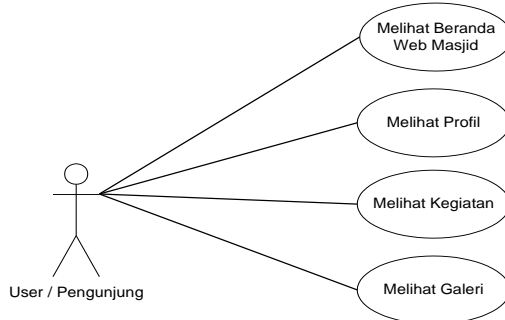 Melihat Beranda
Web Masjid
Melihat Profil
Melihat Kegiatan
Melihat Galeri
User / Pengunjung